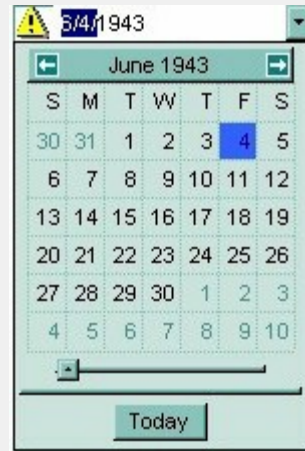 6/4/1943
June 1943
S M T W T F S
30 31 1 2 3 4 5
6 7 8 9 10 11 12
13 14 15 16 17 18 19
20 21 22 23 24 25 26
27 28 29 30 1 2 3
4 5 6 7 8 9 10
Today